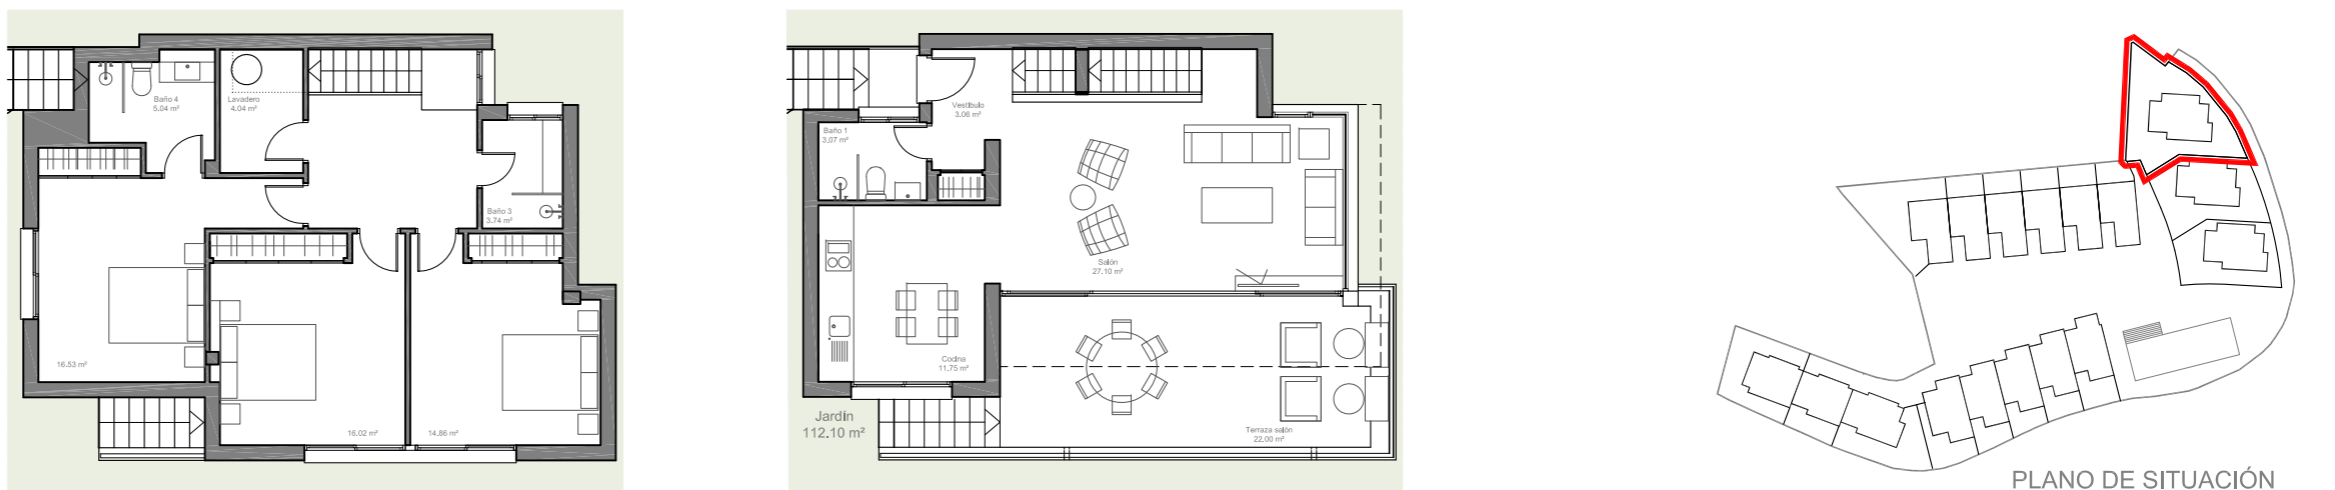 Baño 4
5.04 m²
Lavadero
4.04 m²
Baño 3
3.74 m²
16.53 m²
16.02 m²
14.86 m²
Vestíbulo
3.06 m²
Baño 1
3.07 m²
Salón
27.10 m²
Cocina
11.75 m²
Jardín
112.10 m²
Terraza salón
22.00 m²
PLANO DE SITUACIÓN